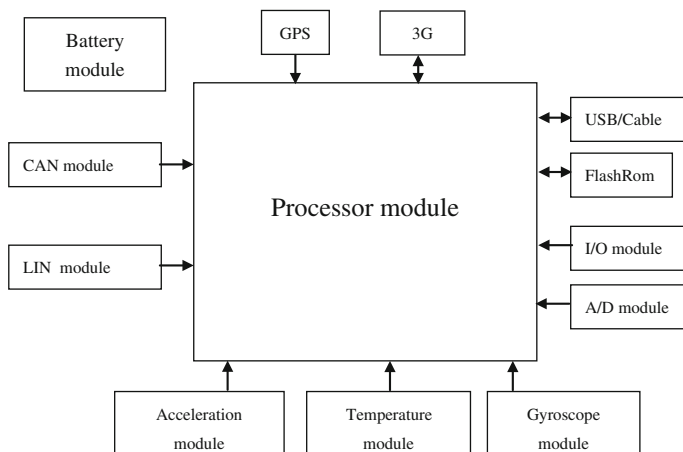 Battery
module
GPS
3G
USB/Cable
CAN module
FlashRom
Processor module
I/O module
LIN module
A/D module
Acceleration
module
Temperature
module
Gyroscope
module